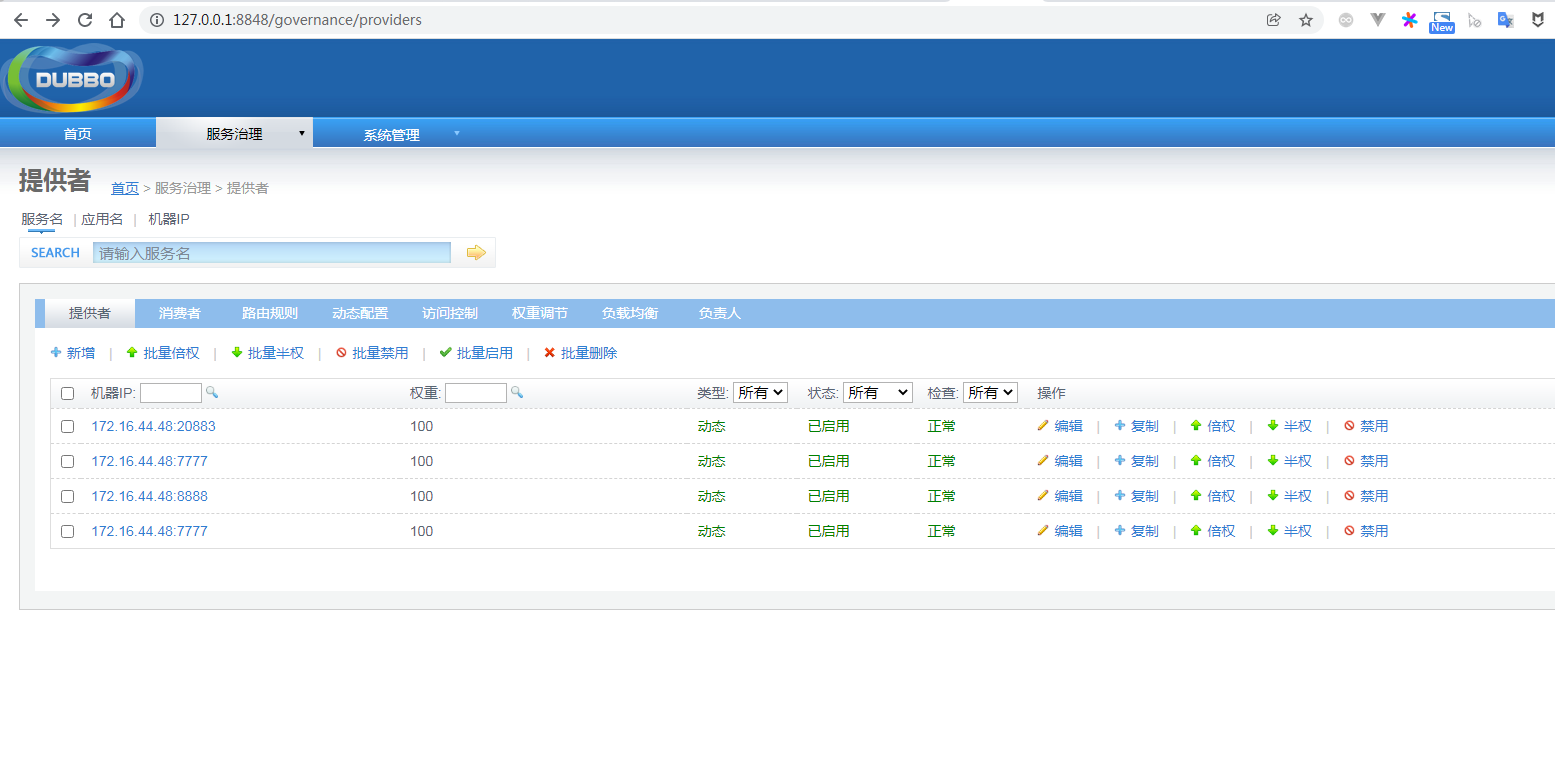 127.0.0.1:8848/governance/providers
New
DUBBO
首页 服务治理 系统管理
提供者 首页 > 服务治理 > 提供者
服务名 | 应用名 | 机器IP
SEARCH 请输入服务名
提供者 消费者 路由规则 动态配置 访问控制 权重调节 负载均衡 负责人
新增 | 批量倍权 | 批量半权 | 批量禁用 | 批量启用 | 批量删除
机器IP: 权重: 类型: 所有 状态: 所有 检查: 所有 操作
172.16.44.48:20883 100 动态 已启用 正常 编辑 | 复制 | 倍权 | 半权 | 禁用
172.16.44.48:7777 100 动态 已启用 正常 编辑 | 复制 | 倍权 | 半权 | 禁用
172.16.44.48:8888 100 动态 已启用 正常 编辑 | 复制 | 倍权 | 半权 | 禁用
172.16.44.48:7777 100 动态 已启用 正常 编辑 | 复制 | 倍权 | 半权 | 禁用